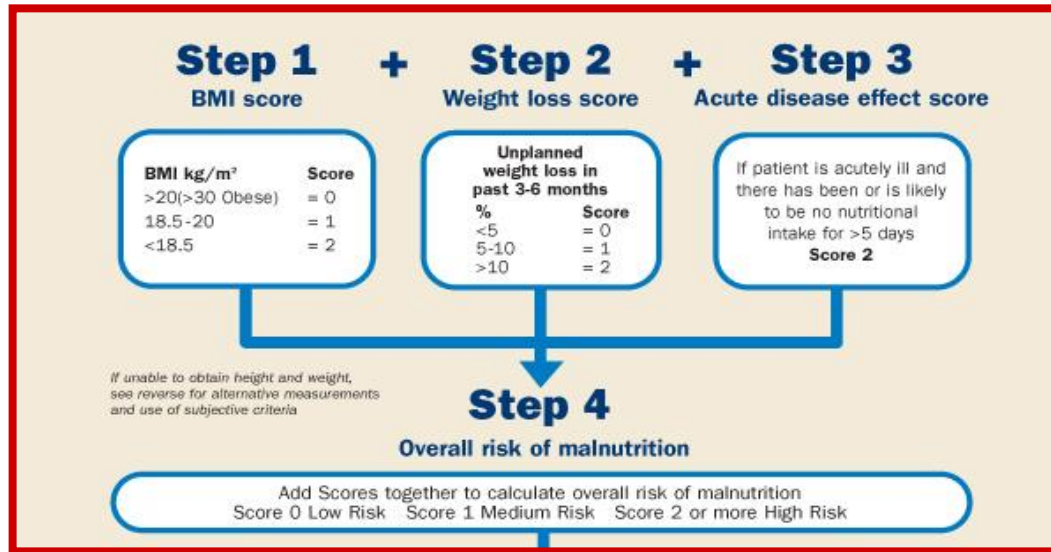 Step 1 + Step 2 + Step 3
BMI score
Weight loss score
Acute disease effect score
BMI kg/m² Score
>20(>30 Obese) = 0
18.5-20 = 1
<18.5 = 2
Unplanned
weight loss in
past 3-6 months
% Score
<5 = 0
5-10 = 1
>10 = 2
If patient is acutely ill and
there has been or is likely
to be no nutritional
intake for >5 days
Score 2
If unable to obtain height and weight,
see reverse for alternative measurements
and use of subjective criteria
Step 4
Overall risk of malnutrition
Add Scores together to calculate overall risk of malnutrition
Score 0 Low Risk Score 1 Medium Risk Score 2 or more High Risk